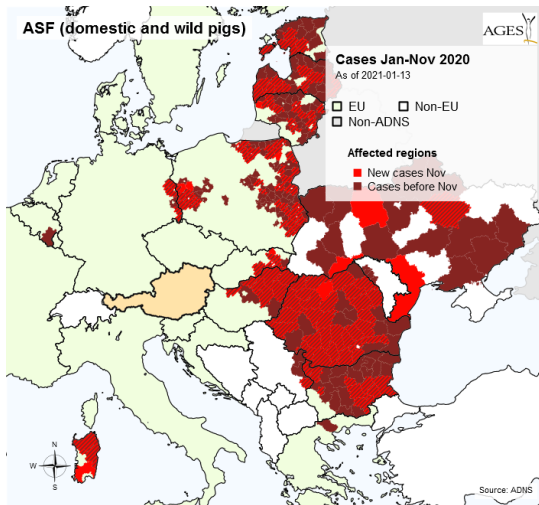 ASF (domestic and wild pigs)
AGES
Cases Jan-Nov 2020
As of 2021-01-13
EU
Non-EU
Non-ADNS
Affected regions
New cases Nov
Cases before Nov
N
W
E
S
Source: ADNS